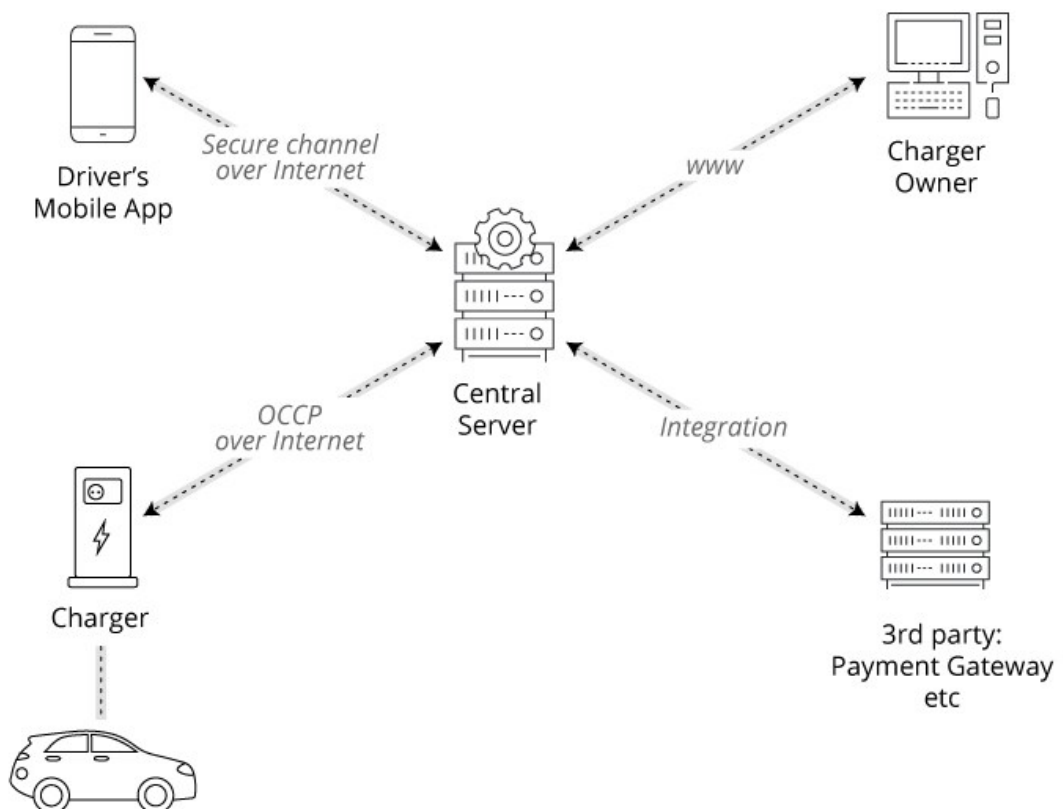 Driver's
Mobile App
Secure channel
over Internet
www
Charger
Owner
Central
Server
OCCP
over Internet
Integration
Charger
3rd party:
Payment Gateway
etc